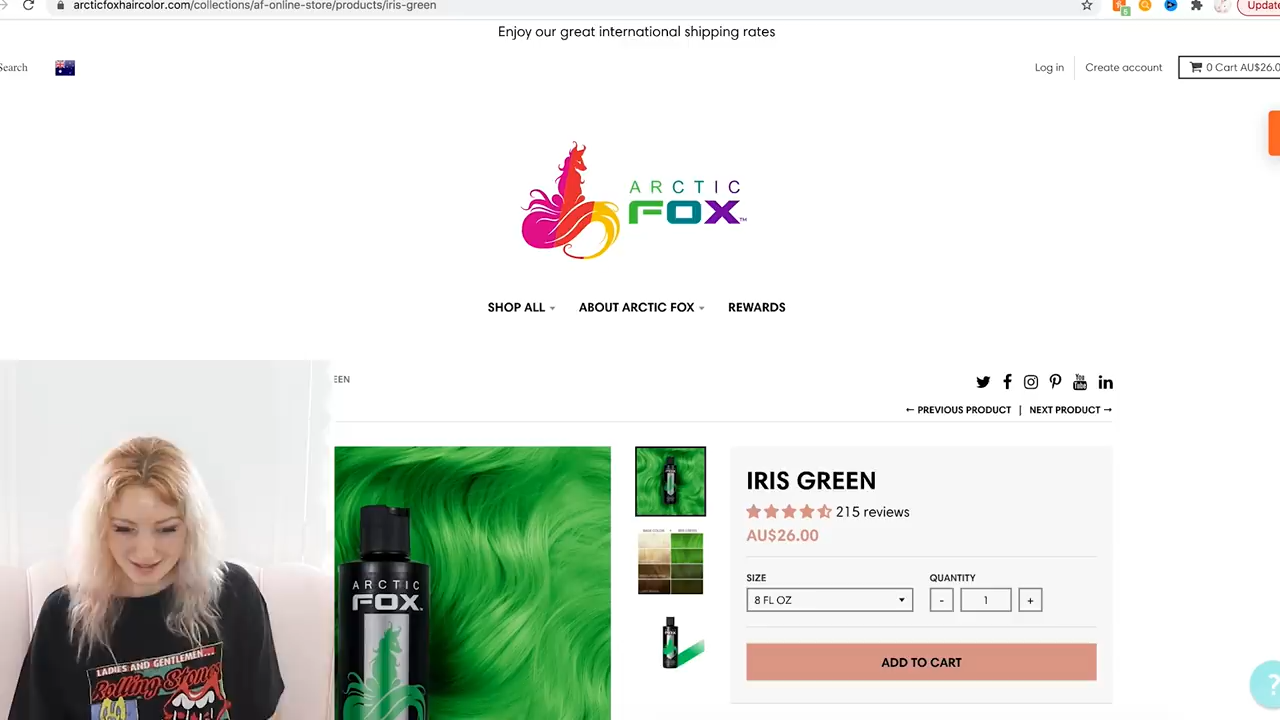 arcticfoxhaircolor.com/collections/af-online-store/products/iris-green
Enjoy our great international shipping rates
Search
Log in
Create account
0 Cart AU$26.0
ARCTIC
FOX
SHOP ALL
ABOUT ARCTIC FOX
REWARDS
EEN
← PREVIOUS PRODUCT | NEXT PRODUCT →
ARCTIC
FOX
IRIS GREEN
215 reviews
AU$26.00
SIZE
QUANTITY
8 FL OZ
-
1
+
ADD TO CART
LADIES AND GENTLEMEN...
Rolling Stones
?